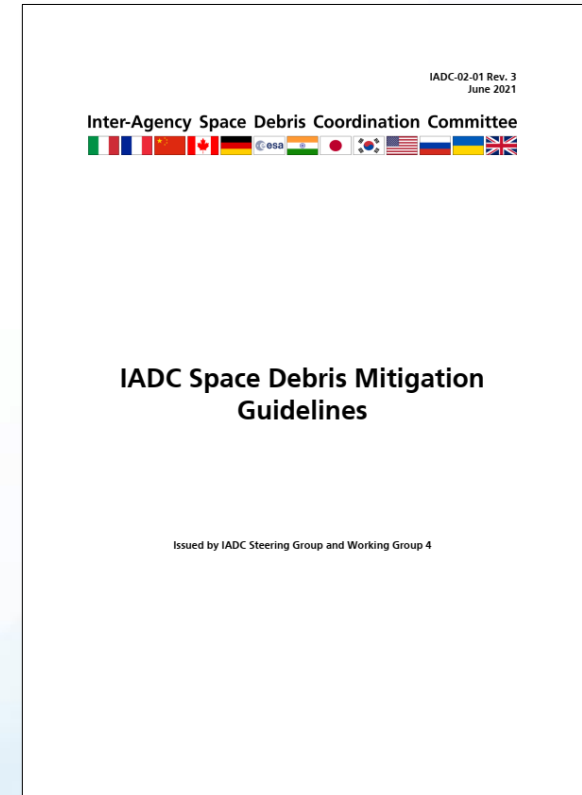 IADC-02-01 Rev. 3
June 2021
Inter-Agency Space Debris Coordination Committee
esa
IADC Space Debris Mitigation
Guidelines
Issued by IADC Steering Group and Working Group 4